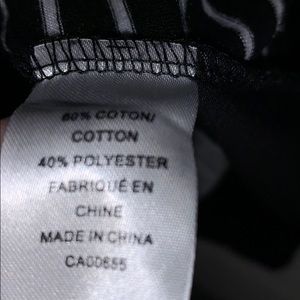 60% COTON/
COTTON
40% POLYESTER
FABRIQUÉ EN
CHINE
MADE IN CHINA
CA00655